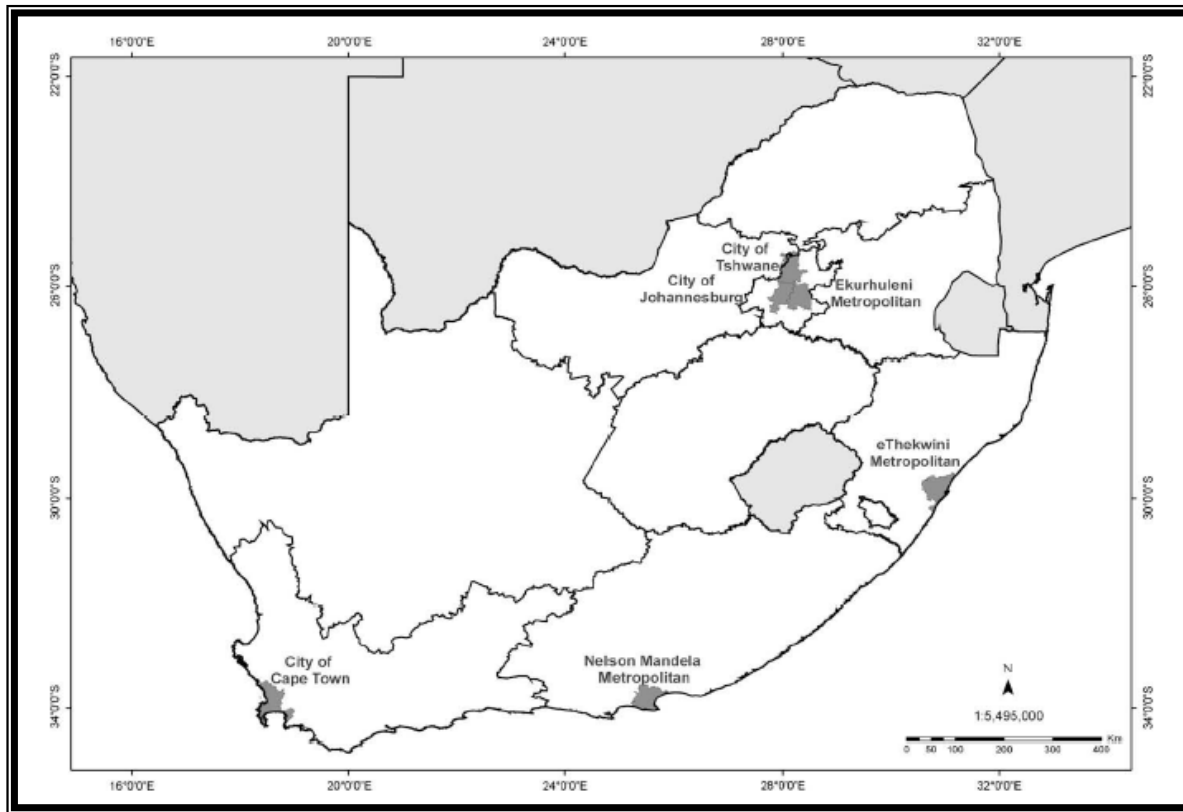 16°0'0"E 20°0'0"E 24°0'0"E 28°0'0"E 32°0'0"E
22°0'0"S 22°0'0"S
City of
Tshwane
City of
Johannesburg
Ekurhuleni
Metropolitan
26°0'0"S 26°0'0"S
eThekwini
Metropolitan
30°0'0"S 30°0'0"S
City of
Cape Town
Nelson Mandela
Metropolitan
N
34°0'0"S 34°0'0"S
1:5,495,000
Km
0 50 100 200 300 400
16°0'0"E 20°0'0"E 24°0'0"E 28°0'0"E 32°0'0"E